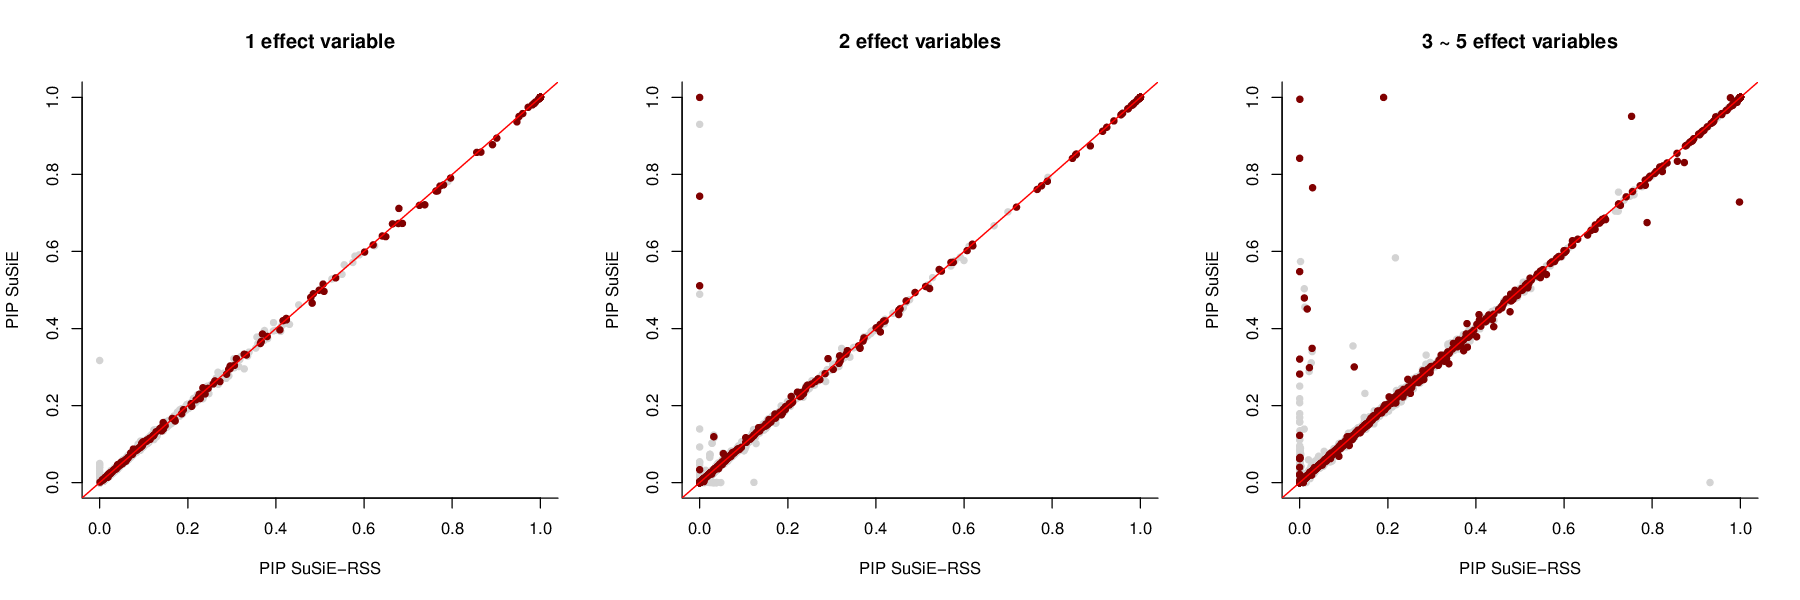 1 effect variable
PIP SuSiE
1.0
0.8
0.6
0.4
0.2
0.0
0.0 0.2 0.4 0.6 0.8 1.0
PIP SuSiE−RSS
2 effect variables
PIP SuSiE
1.0
0.8
0.6
0.4
0.2
0.0
0.0 0.2 0.4 0.6 0.8 1.0
PIP SuSiE−RSS
3 ~ 5 effect variables
PIP SuSiE
1.0
0.8
0.6
0.4
0.2
0.0
0.0 0.2 0.4 0.6 0.8 1.0
PIP SuSiE−RSS